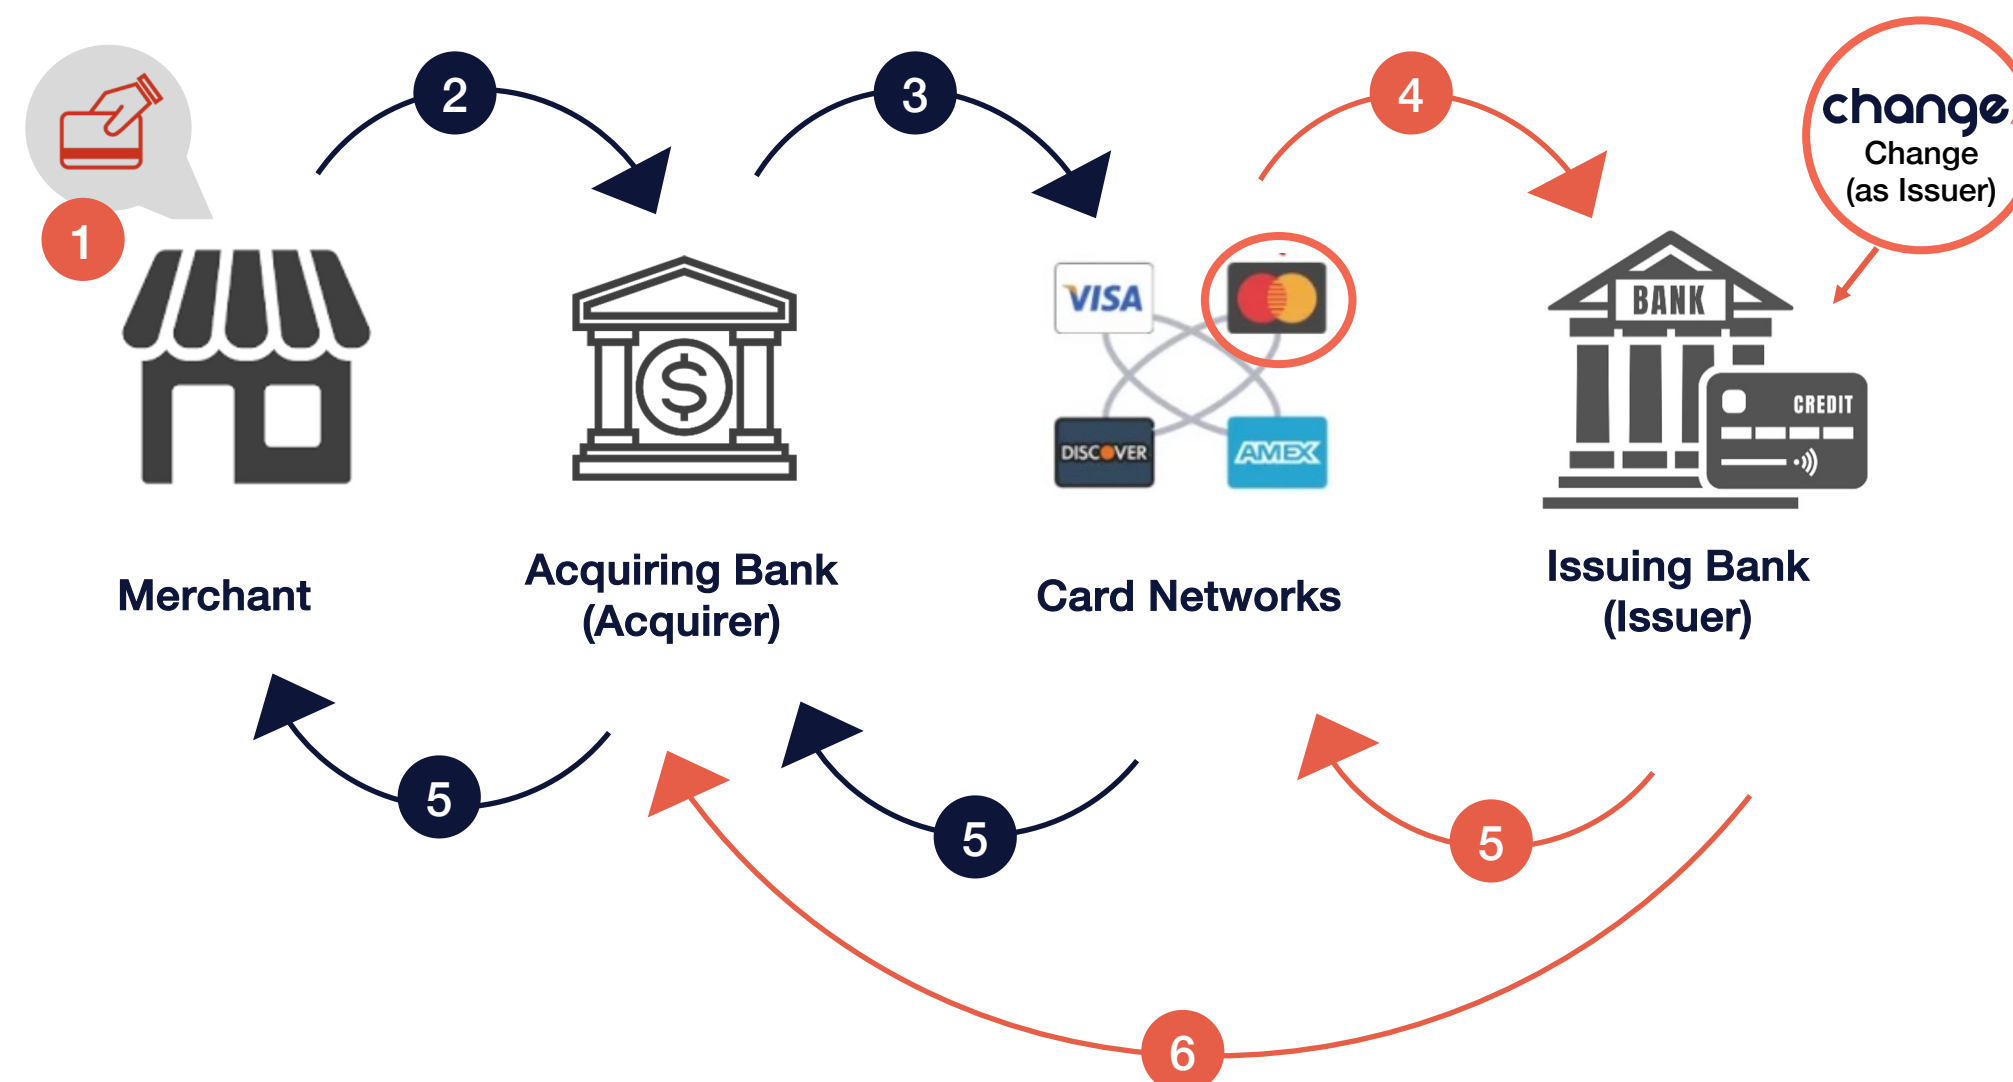 2
3
4
change
Change
(as Issuer)
1
VISA
BANK
CREDIT
DISCOVER
AMEX
Merchant
Acquiring Bank
(Acquirer)
Card Networks
Issuing Bank
(Issuer)
5
5
5
6